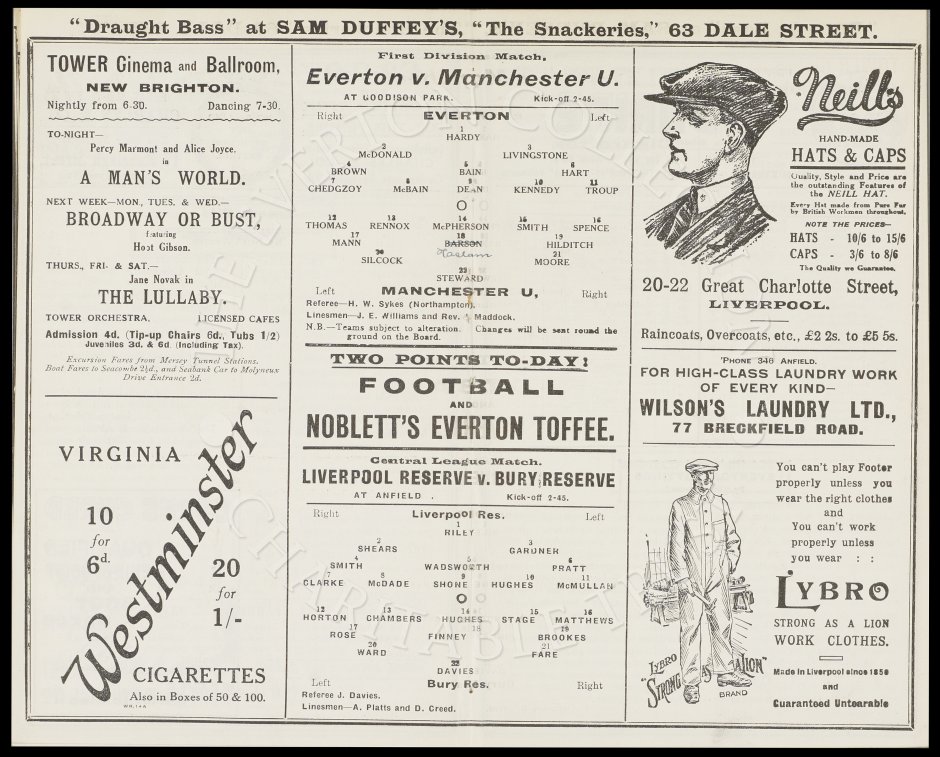 "Draught Bass" at SAM DUFFEY'S, "The Snackeries," 63 DALE STREET.
TOWER Cinema and Ballroom,
NEW BRIGHTON.
Nightly from 6-30. Dancing 7-30.
TO-NIGHT—
Percy Marmont and Alice Joyce,
in
A MAN'S WORLD.
NEXT WEEK—MON., TUES. & WED.—
BROADWAY OR BUST,
featuring
Hoot Gibson.
THURS., FRI. & SAT.—
Jane Novak in
THE LULLABY.
TOWER ORCHESTRA. LICENSED CAFES
Admission 4d. (Tip-up Chairs 6d., Tubs 1/2)
Juveniles 3d. & 6d. (Including Tax).
Excursion Fares from Mersey Tunnel Stations.
Boat Fares to Seacombe 2½d., and Seabank Car to Molyneux
Drive Entrance 2d.
VIRGINIA
10
for
6d.
Westminster
20
for
1/-
CIGARETTES
Also in Boxes of 50 & 100.
W.H. 14A
First Division Match.
Everton v. Manchester U.
AT GOODISON PARK. Kick-off 2-45.
Right EVERTON Left
1
HARDY
2 3
McDONALD LIVINGSTONE
4 5 6
BROWN BAIN HART
7 8 9 10 11
CHEDGZOY McBAIN DEAN KENNEDY TROUP
O
12 13 14 15 16
THOMAS RENNOX McPHERSON SMITH SPENCE
17 18 19
MANN BARSON HILDITCH
Haslam
20 21
SILCOCK MOORE
22
STEWARD
Left MANCHESTER U, Right
Referee—H. W. Sykes (Northampton).
Linesmen—J. E. Williams and Rev. Maddock.
N.B.—Teams subject to alteration. Changes will be sent round the
ground on the Board.
TWO POINTS TO-DAY!
FOOTBALL
AND
NOBLETT'S EVERTON TOFFEE.
Central League Match.
LIVERPOOL RESERVE v. BURY RESERVE
AT ANFIELD. Kick-off 2-45.
Right Liverpool Res. Left
1
RILEY
2 3
SHEARS GARDNER
4 5 6
SMITH WADSWORTH PRATT
7 8 9 10 11
CLARKE McDADE SHONE HUGHES McMULLAN
O
12 13 14 15 16
HORTON CHAMBERS HUGHES STAGE MATTHEWS
17 18 19
ROSE FINNEY BROOKES
20 21
WARD FARE
22
DAVIES
Left Bury Res. Right
Referee J. Davies.
Linesmen—A. Platts and D. Creed.
Neill's
HAND-MADE
HATS & CAPS
Quality, Style and Price are
the outstanding Features of
the NEILL HAT.
Every Hat made from Pure Fur
by British Workmen throughout.
NOTE THE PRICES—
HATS - 10/6 to 15/6
CAPS - 3/6 to 8/6
The Quality we Guarantee.
20-22 Great Charlotte Street,
LIVERPOOL.
Raincoats, Overcoats, etc., £2 2s. to £5 5s.
'PHONE 346 ANFIELD.
FOR HIGH-CLASS LAUNDRY WORK
OF EVERY KIND—
WILSON'S LAUNDRY LTD.,
77 BRECKFIELD ROAD.
You can't play Footer
properly unless you
wear the right clothes
and
You can't work
properly unless
you wear : :
LYBRO
STRONG AS A LION
WORK CLOTHES.
Made in Liverpool since 1850
and
Guaranteed Untearable
LYBRO
"STRONG AS A LION"
BRAND
THE EVERTON COLLECTION
CHARITABLE TRUST